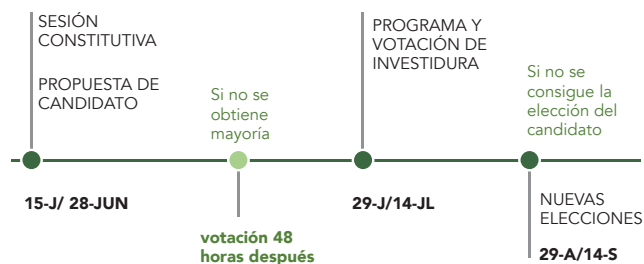 SESIÓN
CONSTITUTIVA
PROPUESTA DE
CANDIDATO
15-J/ 28-JUN
Si no se
obtiene
mayoría
votación 48
horas después
PROGRAMA Y
VOTACIÓN DE
INVESTIDURA
29-J/14-JL
Si no se
consigue la
elección del
candidato
NUEVAS
ELECCIONES
29-A/14-S